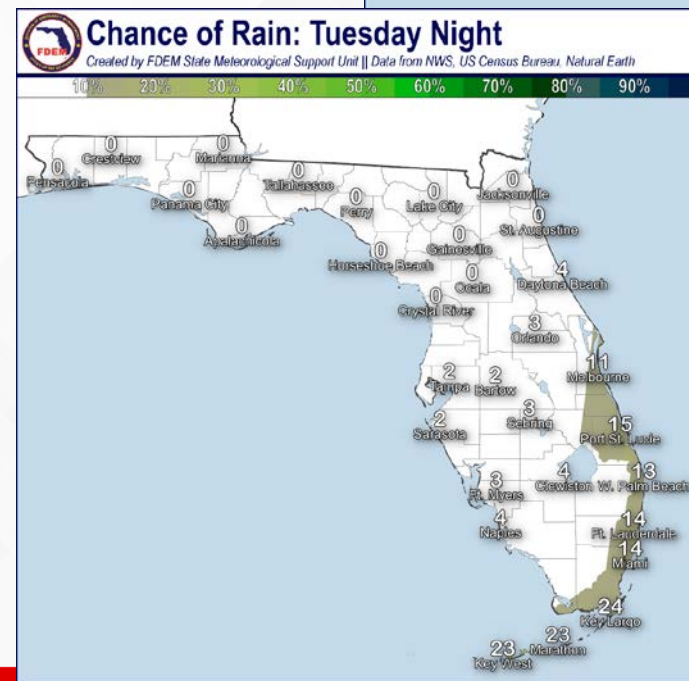 FDEM
Chance of Rain: Tuesday Night
Created by FDEM State Meteorological Support Unit || Data from NWS, US Census Bureau, Natural Earth
10% 20% 30% 40% 50% 60% 70% 80% 90%
0
Crestview
0
Marianna
0
Pensacola
0
Tallahassee
0
Jacksonville
0
Panama City
0
Perry
0
Lake City
0
Apalachicola
0
St. Augustine
0
Gainesville
0
Horseshoe Beach
0
Ocala
4
Daytona Beach
0
Crystal River
3
Orlando
11
Melbourne
2
Tampa
2
Bartow
2
Sarasota
3
Sebring
15
Port St. Lucie
3
Ft. Myers
4
Clewiston
13
W. Palm Beach
4
Naples
14
Ft. Lauderdale
14
Miami
24
Key Largo
23
Marathon
23
Key West